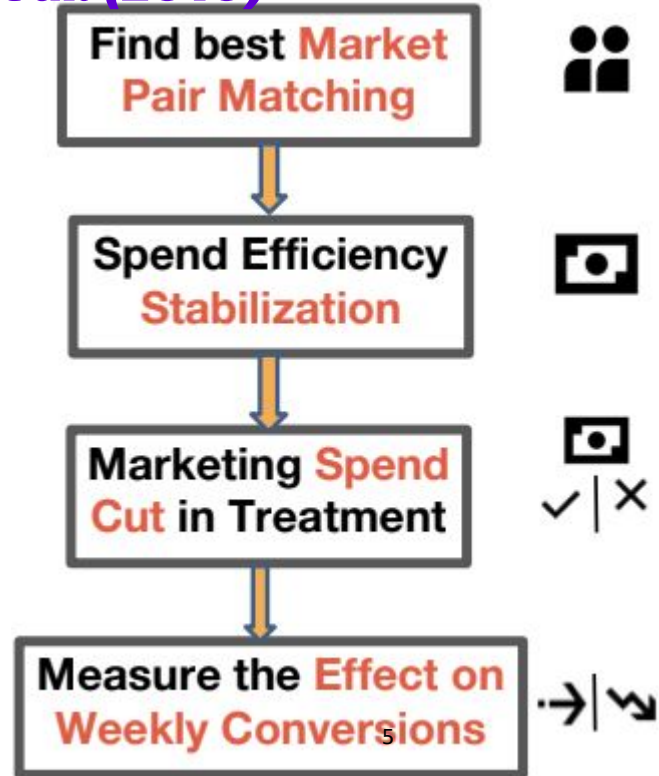 (2018)
Find best Market
Pair Matching
Spend Efficiency
Stabilization
Marketing Spend
Cut in Treatment
Measure the Effect on
Weekly Conversions
5